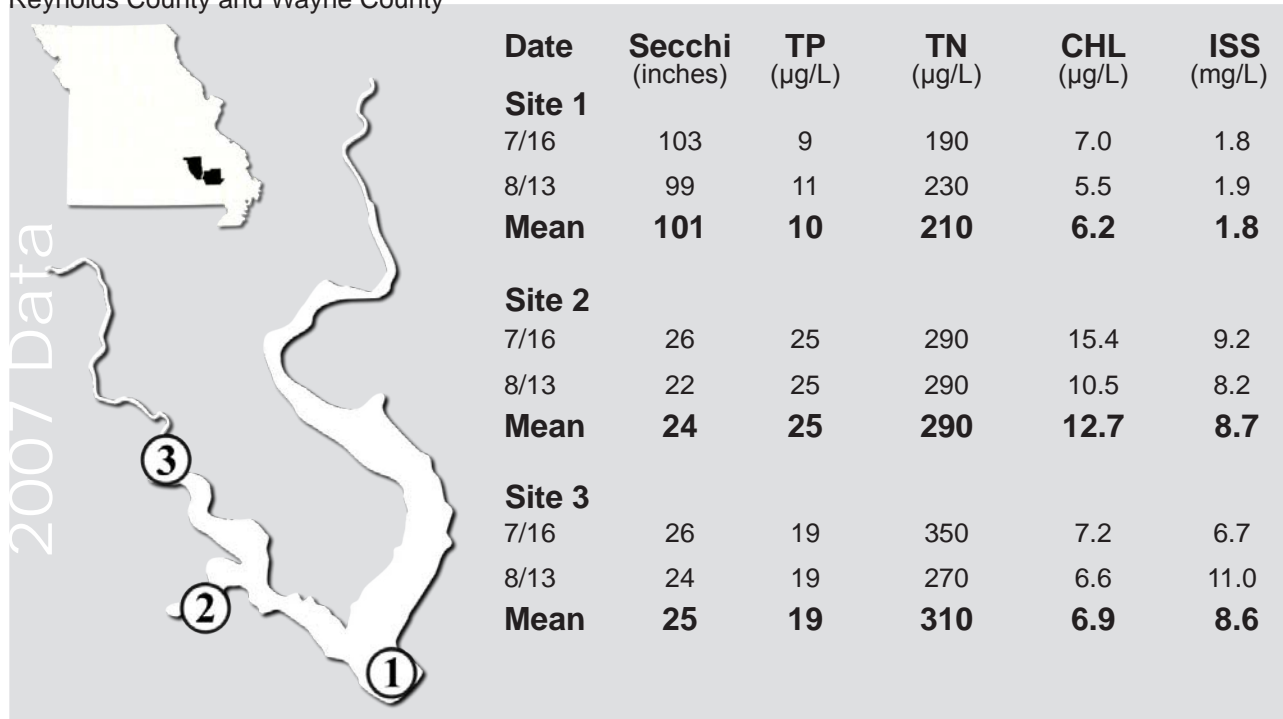 Reynolds County and Wayne County
2007 Data
Date Secchi TP TN CHL ISS
(inches) (µg/L) (µg/L) (µg/L) (mg/L)
Site 1
7/16 103 9 190 7.0 1.8
8/13 99 11 230 5.5 1.9
Mean 101 10 210 6.2 1.8
Site 2
7/16 26 25 290 15.4 9.2
8/13 22 25 290 10.5 8.2
Mean 24 25 290 12.7 8.7
Site 3
7/16 26 19 350 7.2 6.7
8/13 24 19 270 6.6 11.0
Mean 25 19 310 6.9 8.6
3
2
1